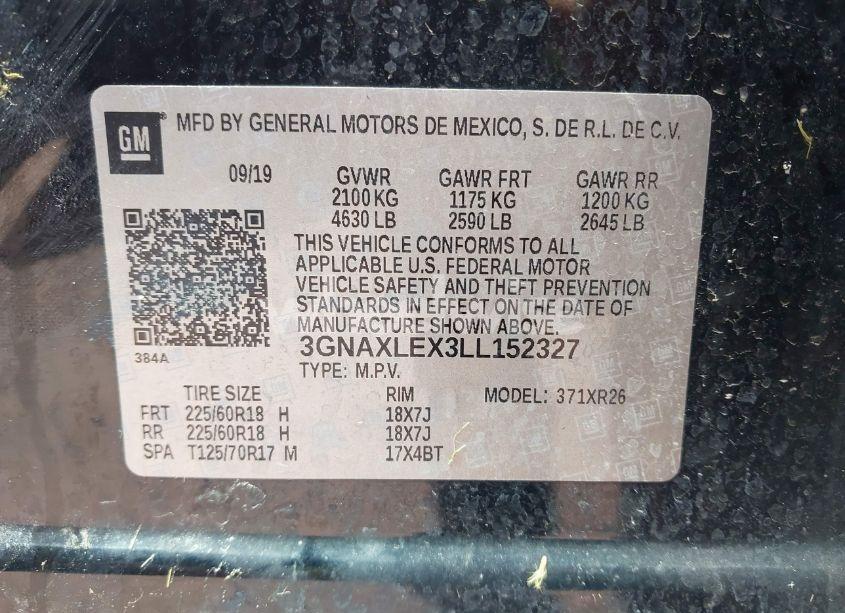 GM
MFD BY GENERAL MOTORS DE MEXICO, S. DE R.L. DE C.V.
09/19 GVWR GAWR FRT GAWR RR
2100 KG 1175 KG 1200 KG
4630 LB 2590 LB 2645 LB
THIS VEHICLE CONFORMS TO ALL
APPLICABLE U.S. FEDERAL MOTOR
VEHICLE SAFETY AND THEFT PREVENTION
STANDARDS IN EFFECT ON THE DATE OF
MANUFACTURE SHOWN ABOVE.
384A
3GNAXLEX3LL152327
TYPE: M.P.V.
TIRE SIZE RIM MODEL: 371XR26
FRT 225/60R18 H 18X7J
RR 225/60R18 H 18X7J
SPA T125/70R17 M 17X4BT